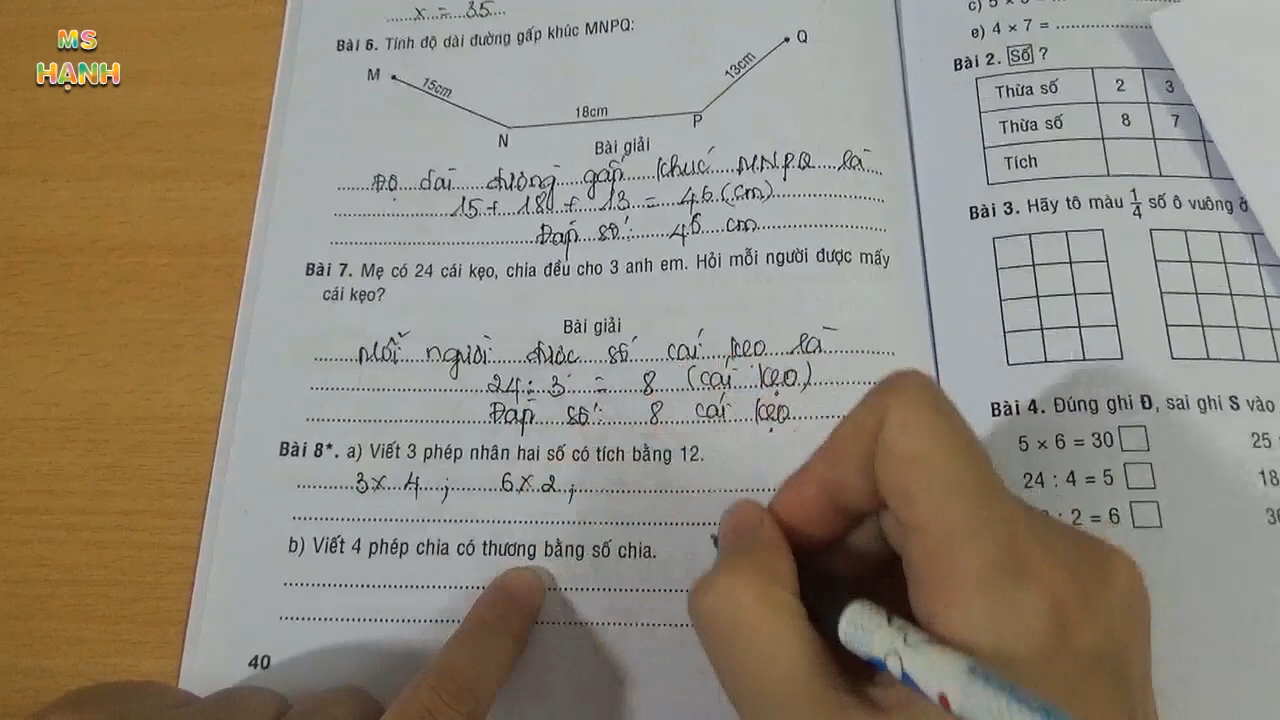 MS
HẠNH
x = 35
Bài 6. Tính độ dài đường gấp khúc MNPQ:
M
15cm
N
18cm
P
13cm
Q
Bài giải
Độ dài đường gấp khúc MNPQ là
15 + 18 + 13 = 46 (cm)
Đáp số: 46 cm
Bài 7. Mẹ có 24 cái kẹo, chia đều cho 3 anh em. Hỏi mỗi người được mấy
cái kẹo?
Bài giải
Mỗi người được số cái kẹo là
24 : 3 = 8 (cái kẹo)
Đáp số: 8 cái kẹo
Bài 8*. a) Viết 3 phép nhân hai số có tích bằng 12.
3 x 4 ; 6 x 2 ;
b) Viết 4 phép chia có thương bằng số chia.
40
e) 4 × 7 =
Bài 2. Số ?
Thừa số 2 3
Thừa số 8 7
Tích
Bài 3. Hãy tô màu 1/4 số ô vuông ở
Bài 4. Đúng ghi Đ, sai ghi S vào
5 × 6 = 30
25
24 : 4 = 5
18
: 2 = 6